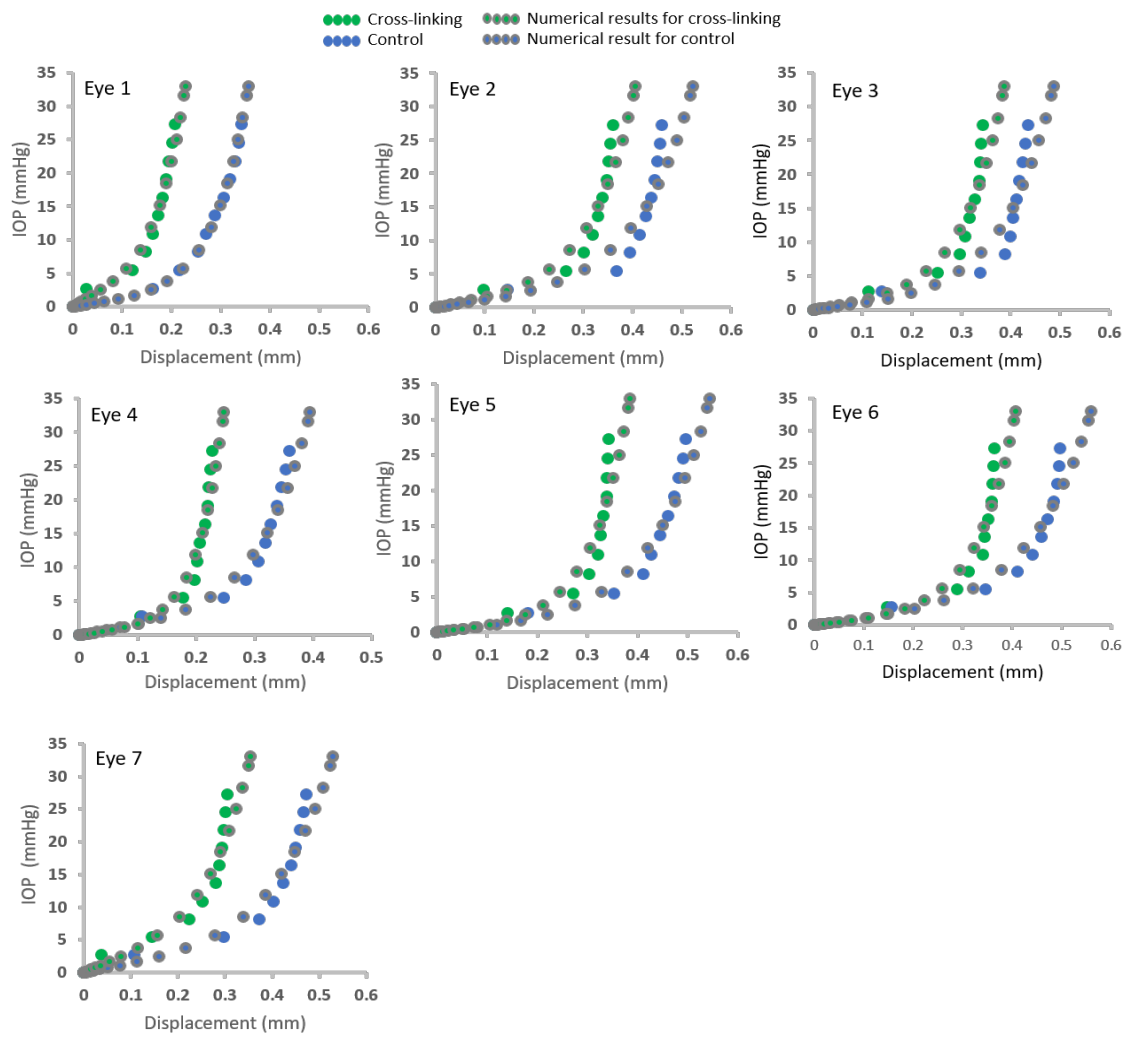 Cross-linking Numerical results for cross-linking
Control Numerical result for control
Eye 1
IOP (mmHg)
35
30
25
20
15
10
5
0
0 0.1 0.2 0.3 0.4 0.5 0.6
Displacement (mm)
Eye 2
IOP (mmHg)
35
30
25
20
15
10
5
0
0 0.1 0.2 0.3 0.4 0.5 0.6
Displacement (mm)
Eye 3
IOP (mmHg)
35
30
25
20
15
10
5
0
0 0.1 0.2 0.3 0.4 0.5 0.6
Displacement (mm)
Eye 4
IOP (mmHg)
35
30
25
20
15
10
5
0
0 0.1 0.2 0.3 0.4 0.5
Displacement (mm)
Eye 5
IOP (mmHg)
35
30
25
20
15
10
5
0
0 0.1 0.2 0.3 0.4 0.5 0.6
Displacement (mm)
Eye 6
IOP (mmHg)
35
30
25
20
15
10
5
0
0 0.1 0.2 0.3 0.4 0.5 0.6
Displacement (mm)
Eye 7
IOP (mmHg)
35
30
25
20
15
10
5
0
0 0.1 0.2 0.3 0.4 0.5 0.6
Displacement (mm)